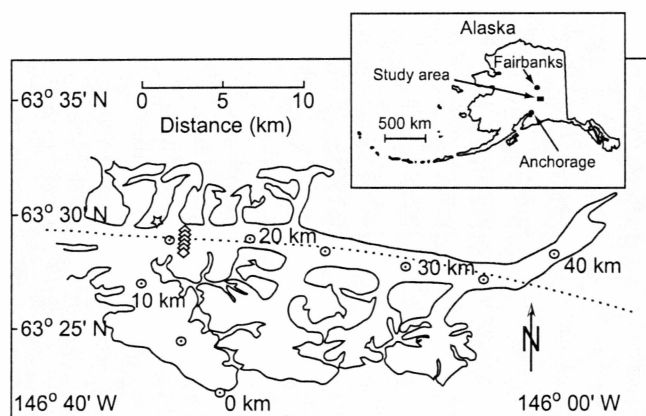 Alaska
Fairbanks
Study area
500 km
Anchorage
0 5 10
Distance (km)
63° 35' N
63° 30' N
63° 25' N
20 km
30 km
40 km
10 km
0 km
N
146° 40' W
146° 00' W